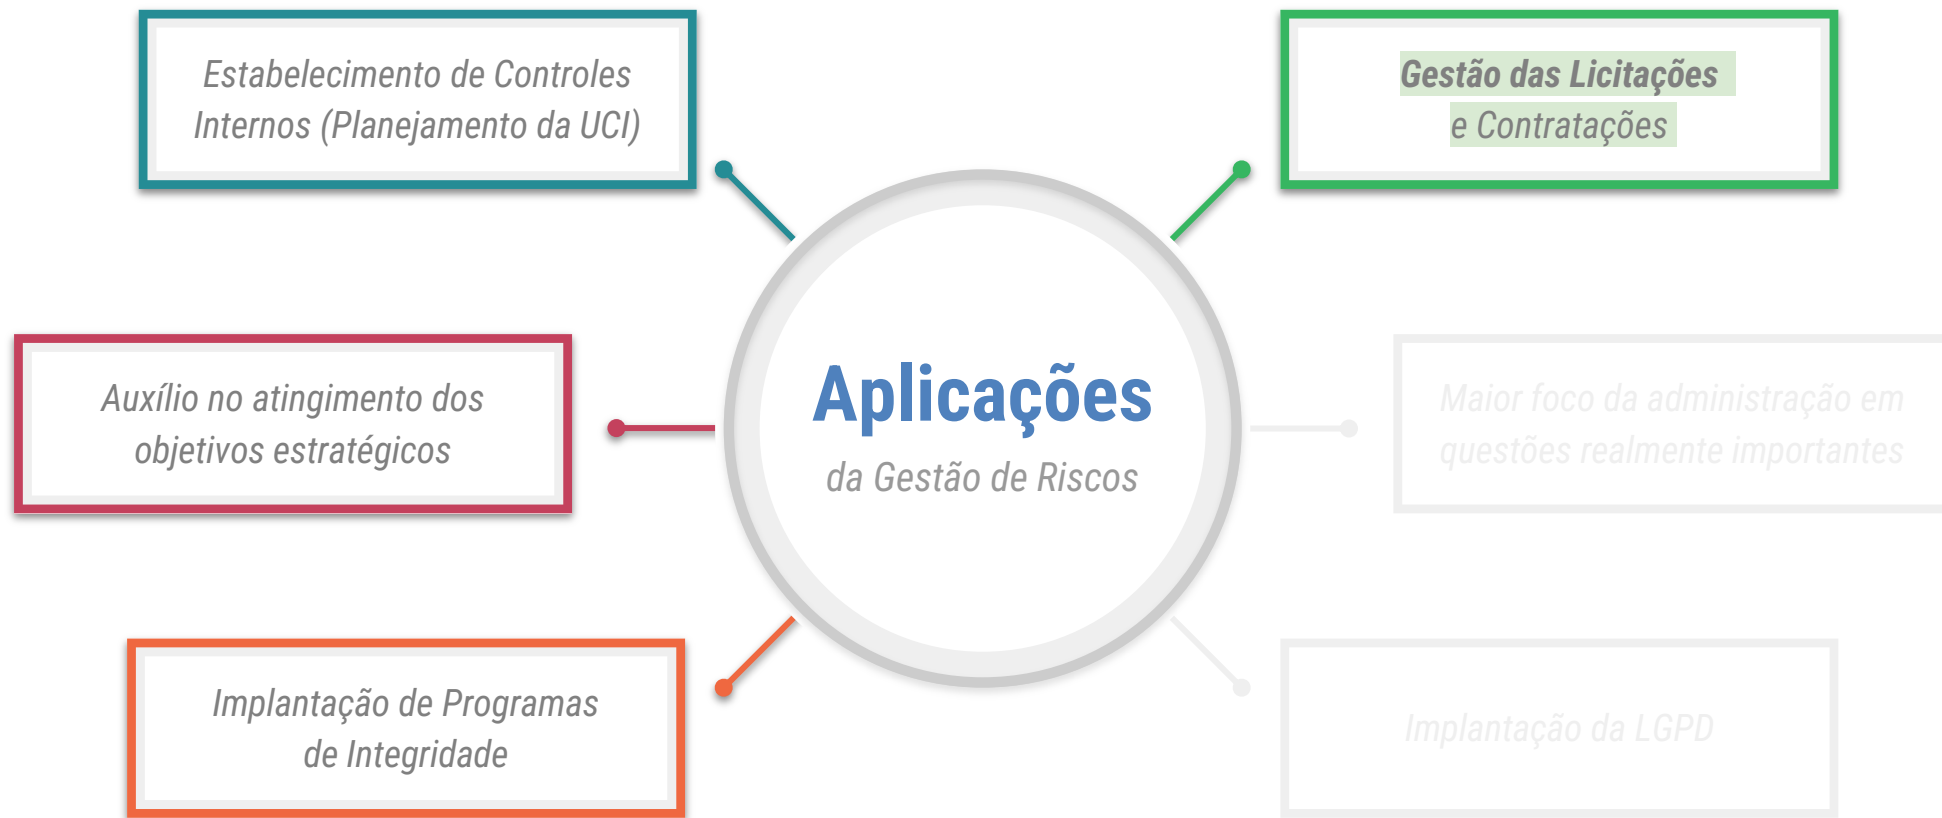 Estabelecimento de Controles
Internos (Planejamento da UCI)
Gestão das Licitações
e Contratações
Auxílio no atingimento dos
objetivos estratégicos
Aplicações
da Gestão de Riscos
Maior foco da administração em
questões realmente importantes
Implantação de Programas
de Integridade
Implantação da LGPD